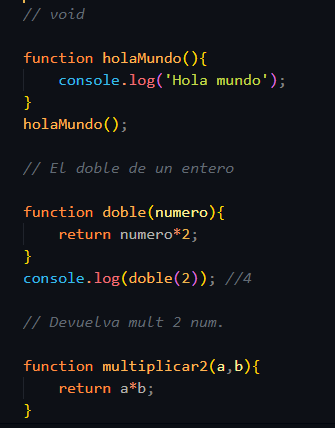 // void
function holaMundo(){
    console.log('Hola mundo');
}
holaMundo();
// El doble de un entero
function doble(numero){
    return numero*2;
}
console.log(doble(2)); //4
// Devuelva mult 2 num.
function multiplicar2(a,b){
    return a*b;
}